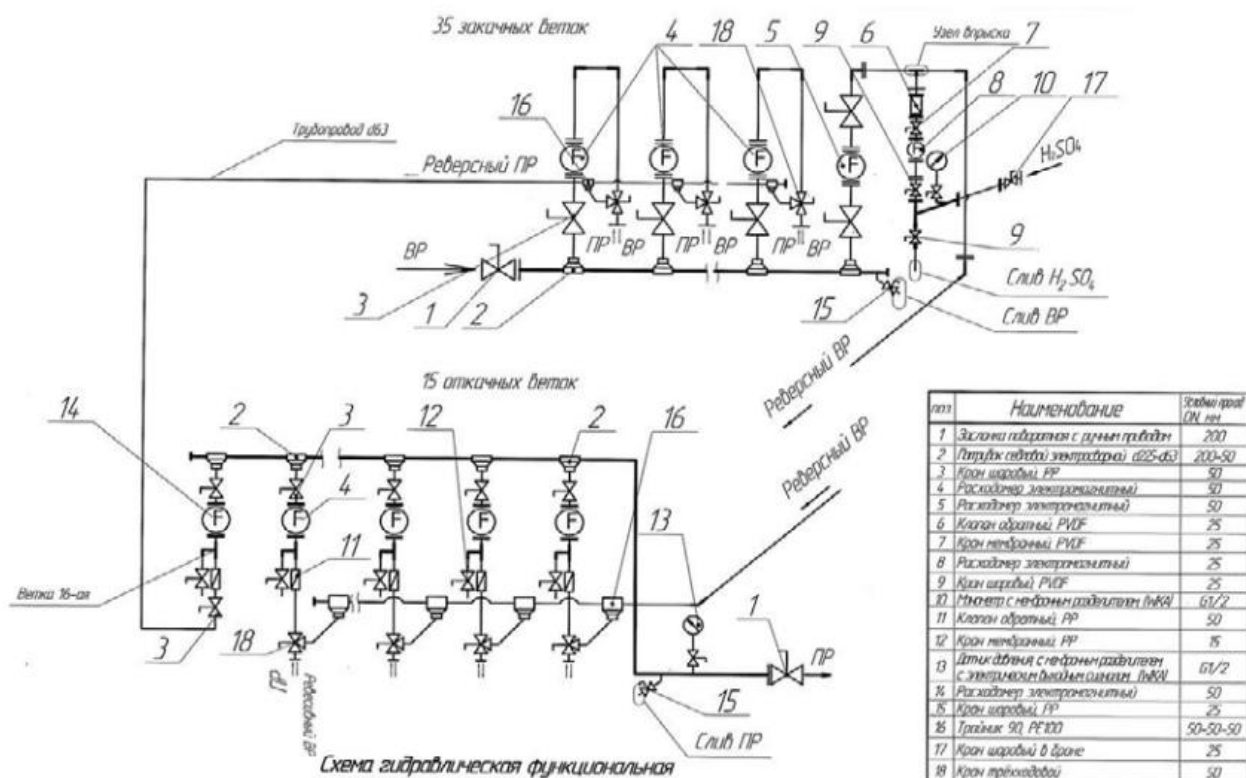 35 закачных веток
4
18
5
9
6
Узел впрыска
7
8
10
17
16
Трубопровод d63
Реверсный ПР
H₂SO₄
ВР
ПР ВР
ПР ВР
ПР ВР
9
3
1
2
15
Слив H₂SO₄
Слив ВР
Реверсный ВР
15 откачных веток
14
2
3
12
2
16
Реверсный ВР
4
13
11
1
Ветка 16-ая
ПР
3
18
ПР
Реверсивный ВР
15
Слив ПР
Схема гидравлическая функциональная
поз. Наименование Условный проход DN, мм
1 Заслонка поворотная с ручным приводом 200
2 Патрубок седловой электросварной d225-d63 200-50
3 Кран шаровый, PP 50
4 Расходомер электромагнитный 50
5 Расходомер электромагнитный 50
6 Клапан обратный, PVDF 25
7 Кран мембранный, PVDF 25
8 Расходомер электромагнитный 25
9 Кран шаровый, PVDF 25
10 Манометр с мембранным разделителем (WIKA) G1/2
11 Клапан обратный, PP 50
12 Кран мембранный, PP 15
13 Датчик давления, с мембранным разделителем
с электрическим выходным сигналом (WIKA) G1/2
14 Расходомер электромагнитный 50
15 Кран шаровый, PP 25
16 Тройник 90, PE100 50-50-50
17 Кран шаровый в броне 25
18 Кран трёхходовой 50